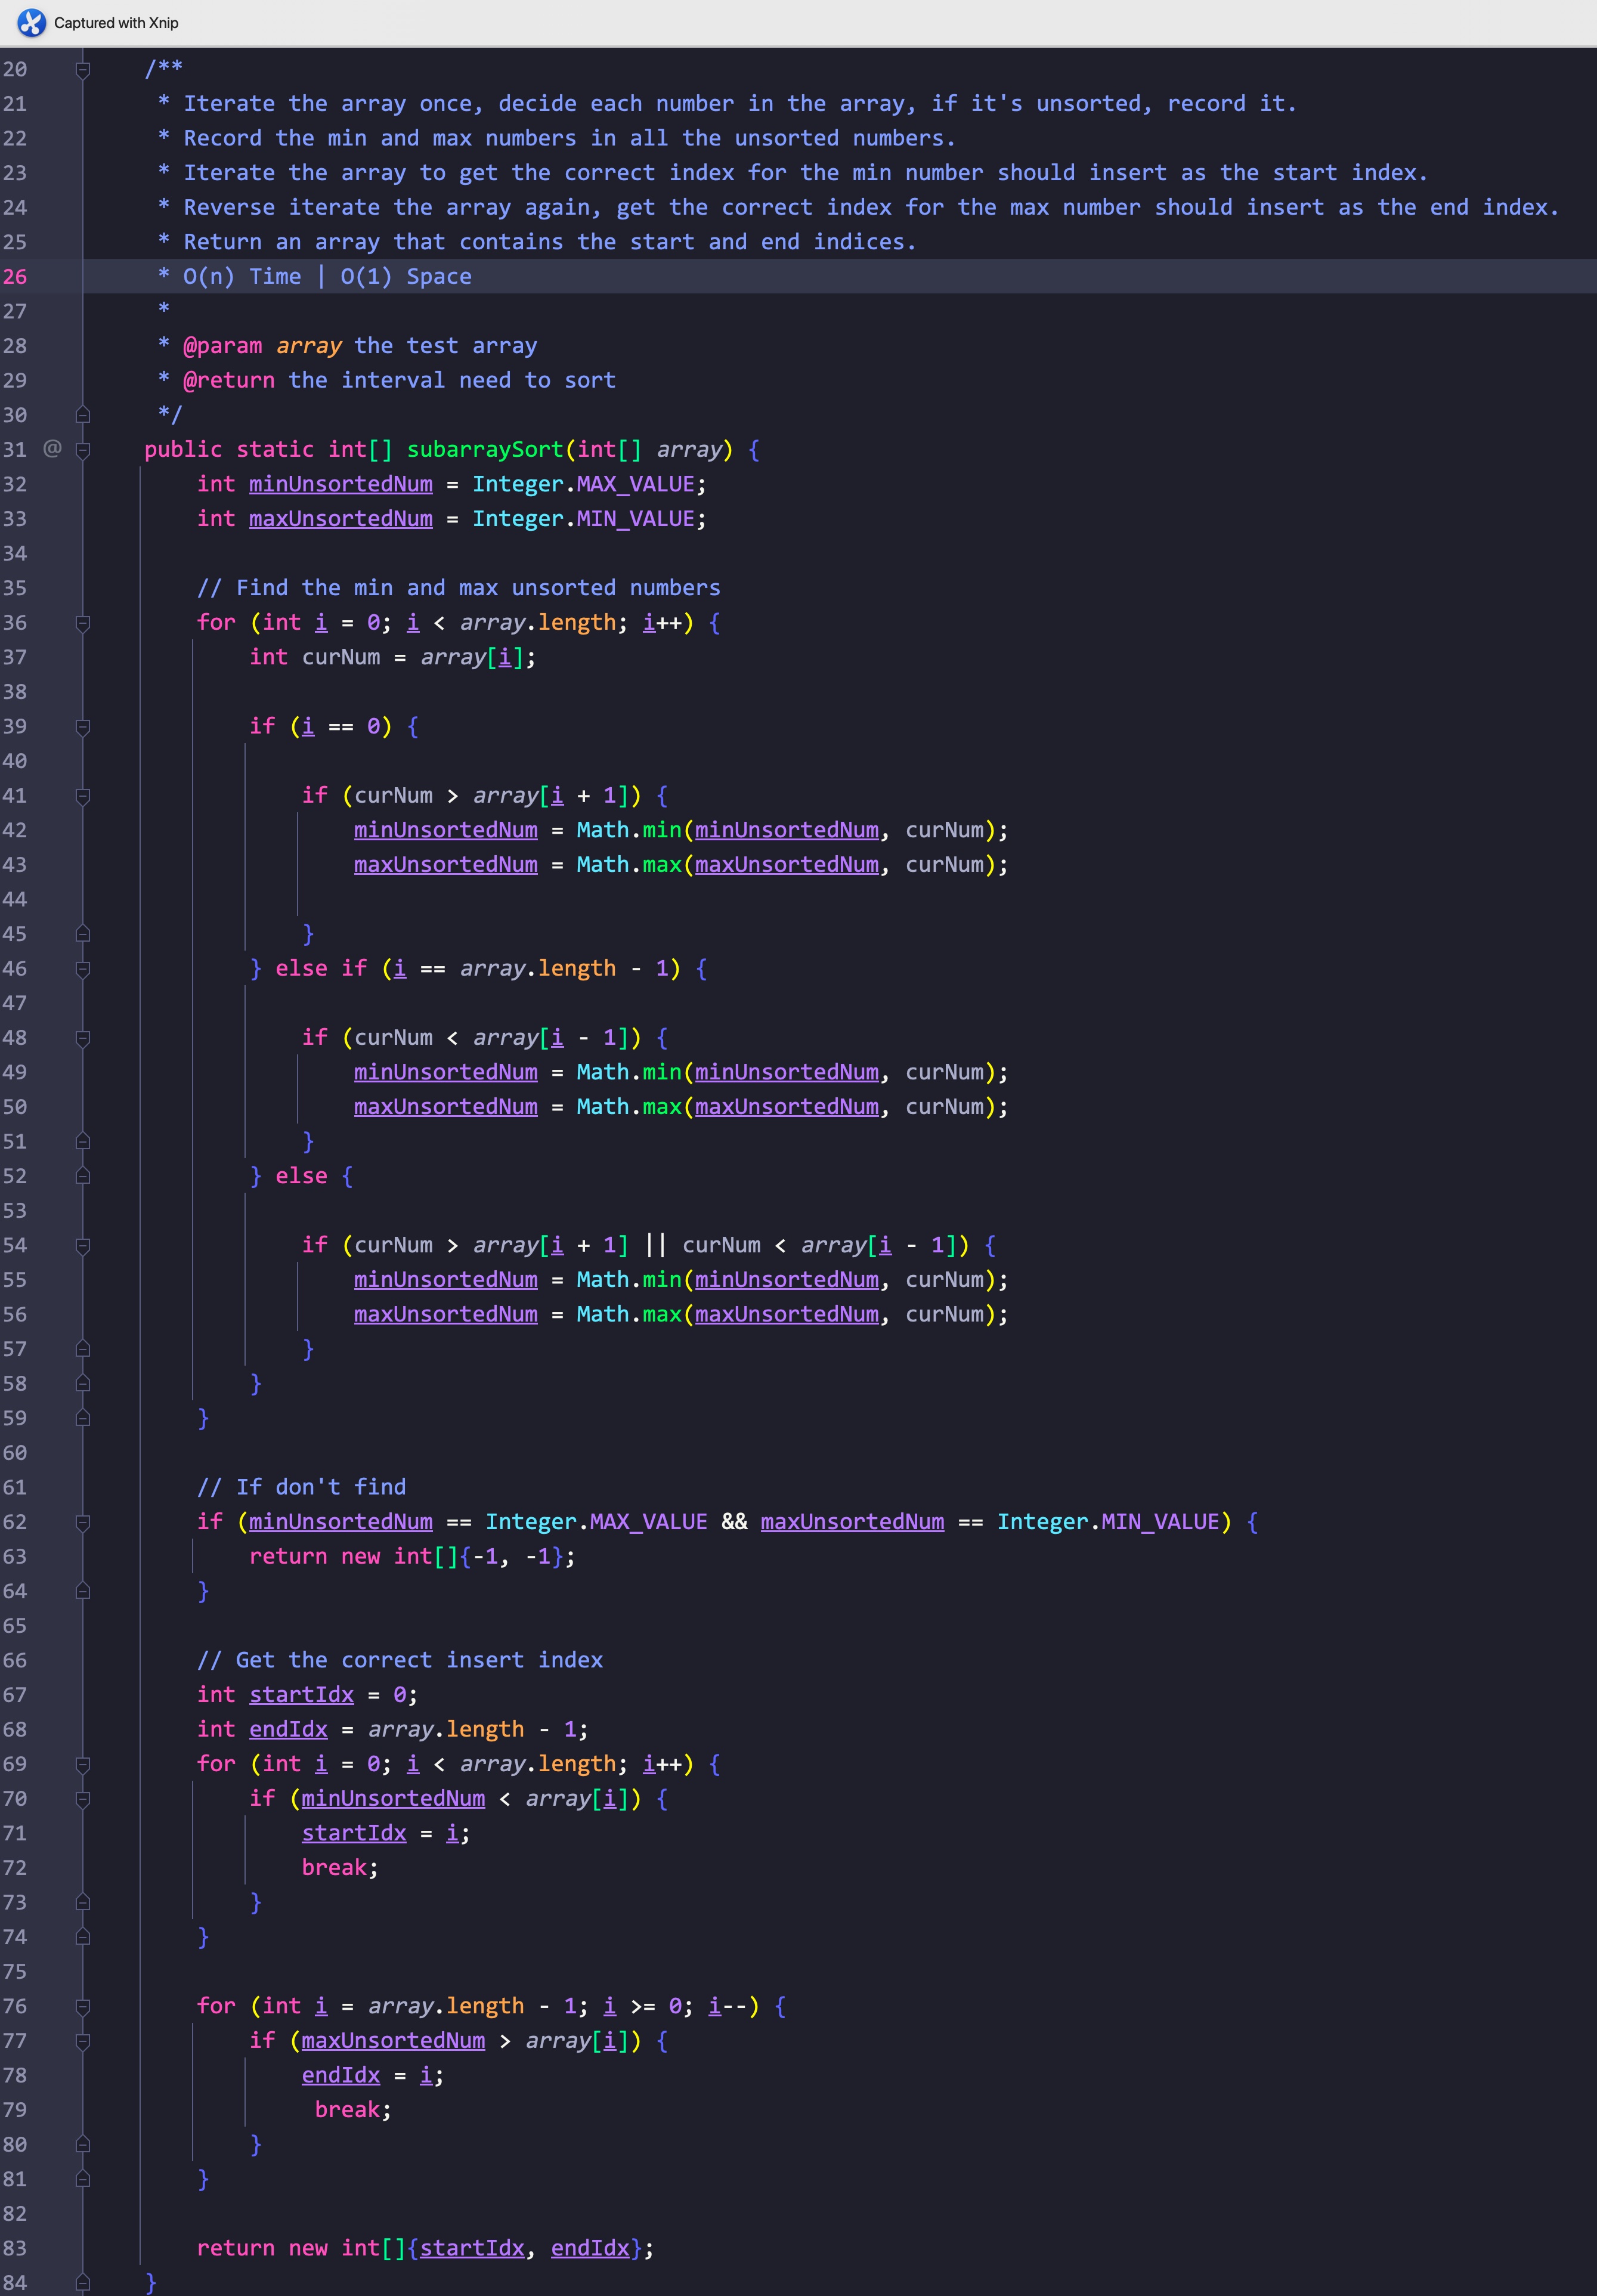 Captured with Xnip
20 /**
21 * Iterate the array once, decide each number in the array, if it's unsorted, record it.
22 * Record the min and max numbers in all the unsorted numbers.
23 * Iterate the array to get the correct index for the min number should insert as the start index.
24 * Reverse iterate the array again, get the correct index for the max number should insert as the end index.
25 * Return an array that contains the start and end indices.
26 * O(n) Time | O(1) Space
27 *
28 * @param array the test array
29 * @return the interval need to sort
30 */
31 @ public static int[] subarraySort(int[] array) {
32 int minUnsortedNum = Integer.MAX_VALUE;
33 int maxUnsortedNum = Integer.MIN_VALUE;
34
35 // Find the min and max unsorted numbers
36 for (int i = 0; i < array.length; i++) {
37 int curNum = array[i];
38
39 if (i == 0) {
40
41 if (curNum > array[i + 1]) {
42 minUnsortedNum = Math.min(minUnsortedNum, curNum);
43 maxUnsortedNum = Math.max(maxUnsortedNum, curNum);
44
45 }
46 } else if (i == array.length - 1) {
47
48 if (curNum < array[i - 1]) {
49 minUnsortedNum = Math.min(minUnsortedNum, curNum);
50 maxUnsortedNum = Math.max(maxUnsortedNum, curNum);
51 }
52 } else {
53
54 if (curNum > array[i + 1] || curNum < array[i - 1]) {
55 minUnsortedNum = Math.min(minUnsortedNum, curNum);
56 maxUnsortedNum = Math.max(maxUnsortedNum, curNum);
57 }
58 }
59 }
60
61 // If don't find
62 if (minUnsortedNum == Integer.MAX_VALUE && maxUnsortedNum == Integer.MIN_VALUE) {
63 return new int[]{-1, -1};
64 }
65
66 // Get the correct insert index
67 int startIdx = 0;
68 int endIdx = array.length - 1;
69 for (int i = 0; i < array.length; i++) {
70 if (minUnsortedNum < array[i]) {
71 startIdx = i;
72 break;
73 }
74 }
75
76 for (int i = array.length - 1; i >= 0; i--) {
77 if (maxUnsortedNum > array[i]) {
78 endIdx = i;
79 break;
80 }
81 }
82
83 return new int[]{startIdx, endIdx};
84 }